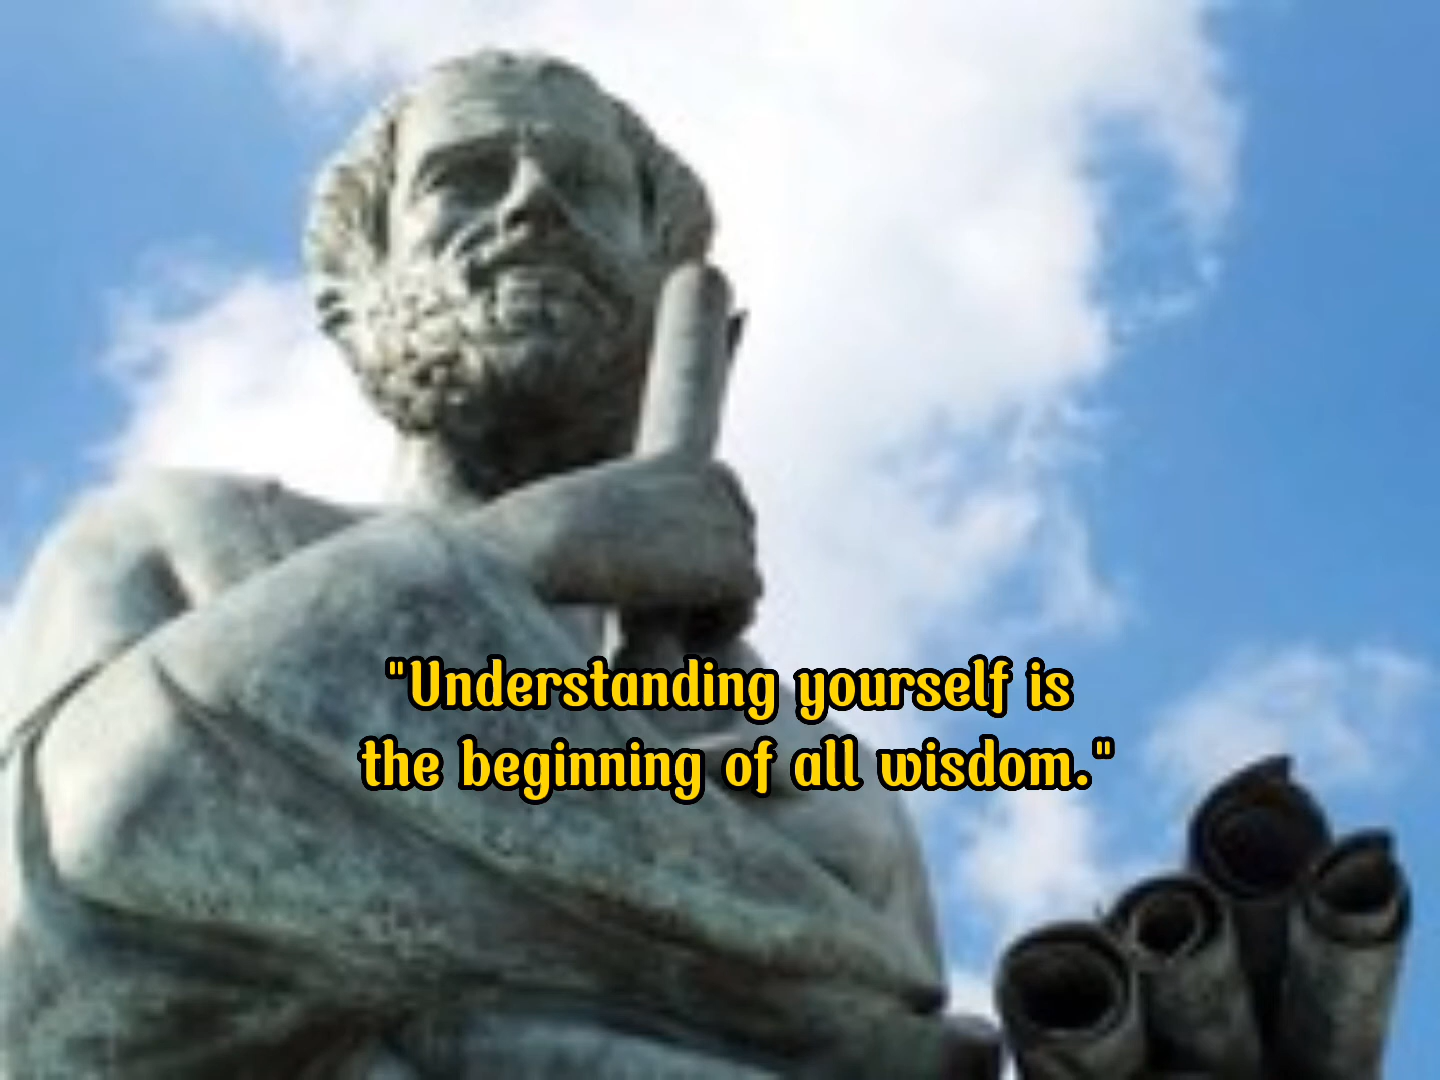 "Understanding yourself is
the beginning of all wisdom."